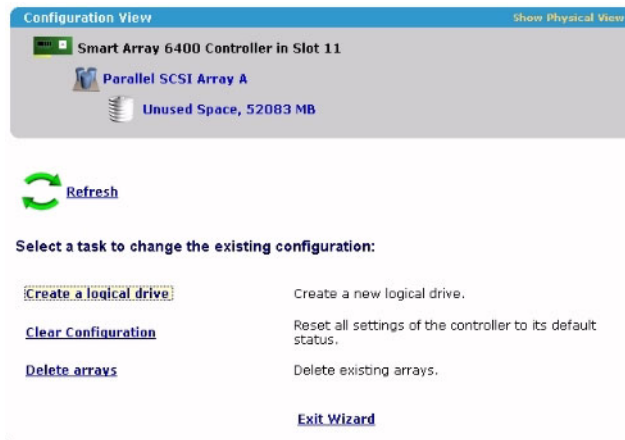 Configuration View Show Physical View
Smart Array 6400 Controller in Slot 11
Parallel SCSI Array A
Unused Space, 52083 MB
Refresh
Select a task to change the existing configuration:
Create a logical drive Create a new logical drive.
Clear Configuration Reset all settings of the controller to its default
status.
Delete arrays Delete existing arrays.
Exit Wizard